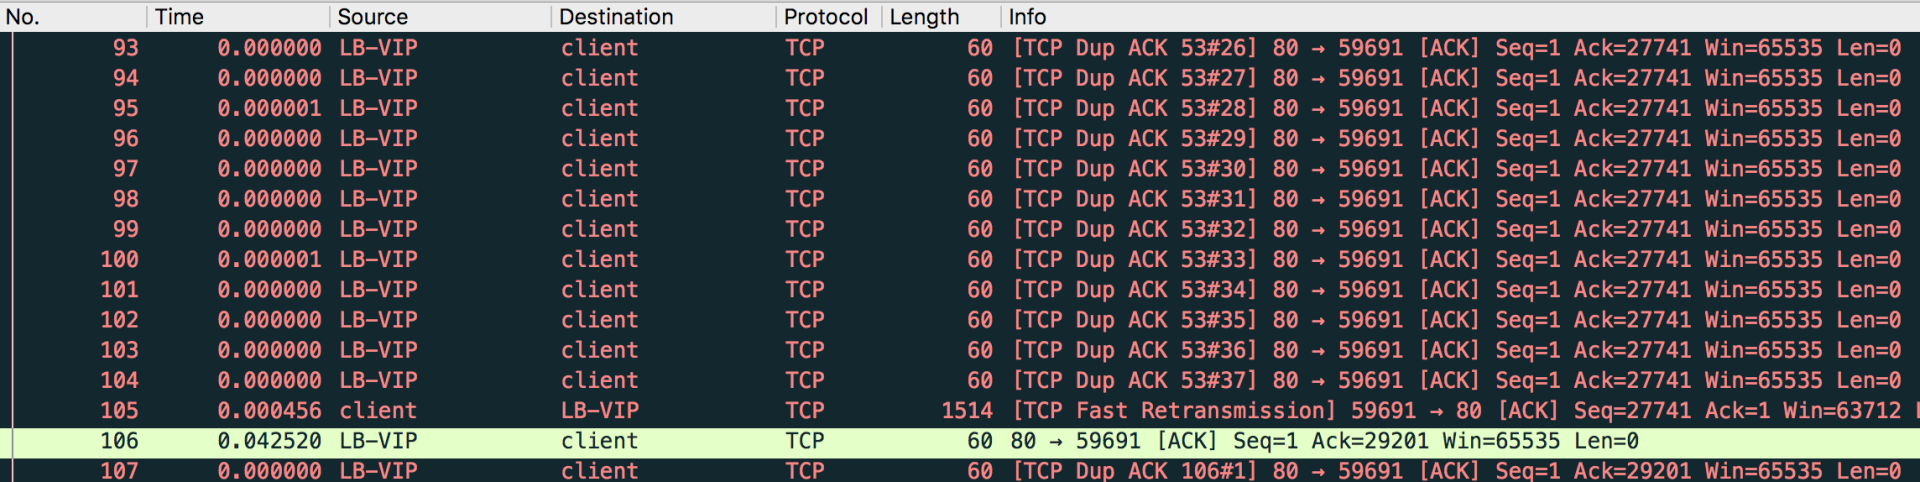 No. Time Source Destination Protocol Length Info
93 0.000000 LB-VIP client TCP 60 [TCP Dup ACK 53#26] 80 → 59691 [ACK] Seq=1 Ack=27741 Win=65535 Len=0
94 0.000000 LB-VIP client TCP 60 [TCP Dup ACK 53#27] 80 → 59691 [ACK] Seq=1 Ack=27741 Win=65535 Len=0
95 0.000001 LB-VIP client TCP 60 [TCP Dup ACK 53#28] 80 → 59691 [ACK] Seq=1 Ack=27741 Win=65535 Len=0
96 0.000000 LB-VIP client TCP 60 [TCP Dup ACK 53#29] 80 → 59691 [ACK] Seq=1 Ack=27741 Win=65535 Len=0
97 0.000000 LB-VIP client TCP 60 [TCP Dup ACK 53#30] 80 → 59691 [ACK] Seq=1 Ack=27741 Win=65535 Len=0
98 0.000000 LB-VIP client TCP 60 [TCP Dup ACK 53#31] 80 → 59691 [ACK] Seq=1 Ack=27741 Win=65535 Len=0
99 0.000000 LB-VIP client TCP 60 [TCP Dup ACK 53#32] 80 → 59691 [ACK] Seq=1 Ack=27741 Win=65535 Len=0
100 0.000001 LB-VIP client TCP 60 [TCP Dup ACK 53#33] 80 → 59691 [ACK] Seq=1 Ack=27741 Win=65535 Len=0
101 0.000000 LB-VIP client TCP 60 [TCP Dup ACK 53#34] 80 → 59691 [ACK] Seq=1 Ack=27741 Win=65535 Len=0
102 0.000000 LB-VIP client TCP 60 [TCP Dup ACK 53#35] 80 → 59691 [ACK] Seq=1 Ack=27741 Win=65535 Len=0
103 0.000000 LB-VIP client TCP 60 [TCP Dup ACK 53#36] 80 → 59691 [ACK] Seq=1 Ack=27741 Win=65535 Len=0
104 0.000000 LB-VIP client TCP 60 [TCP Dup ACK 53#37] 80 → 59691 [ACK] Seq=1 Ack=27741 Win=65535 Len=0
105 0.000456 client LB-VIP TCP 1514 [TCP Fast Retransmission] 59691 → 80 [ACK] Seq=27741 Ack=1 Win=63712
106 0.042520 LB-VIP client TCP 60 80 → 59691 [ACK] Seq=1 Ack=29201 Win=65535 Len=0
107 0.000000 LB-VIP client TCP 60 [TCP Dup ACK 106#1] 80 → 59691 [ACK] Seq=1 Ack=29201 Win=65535 Len=0